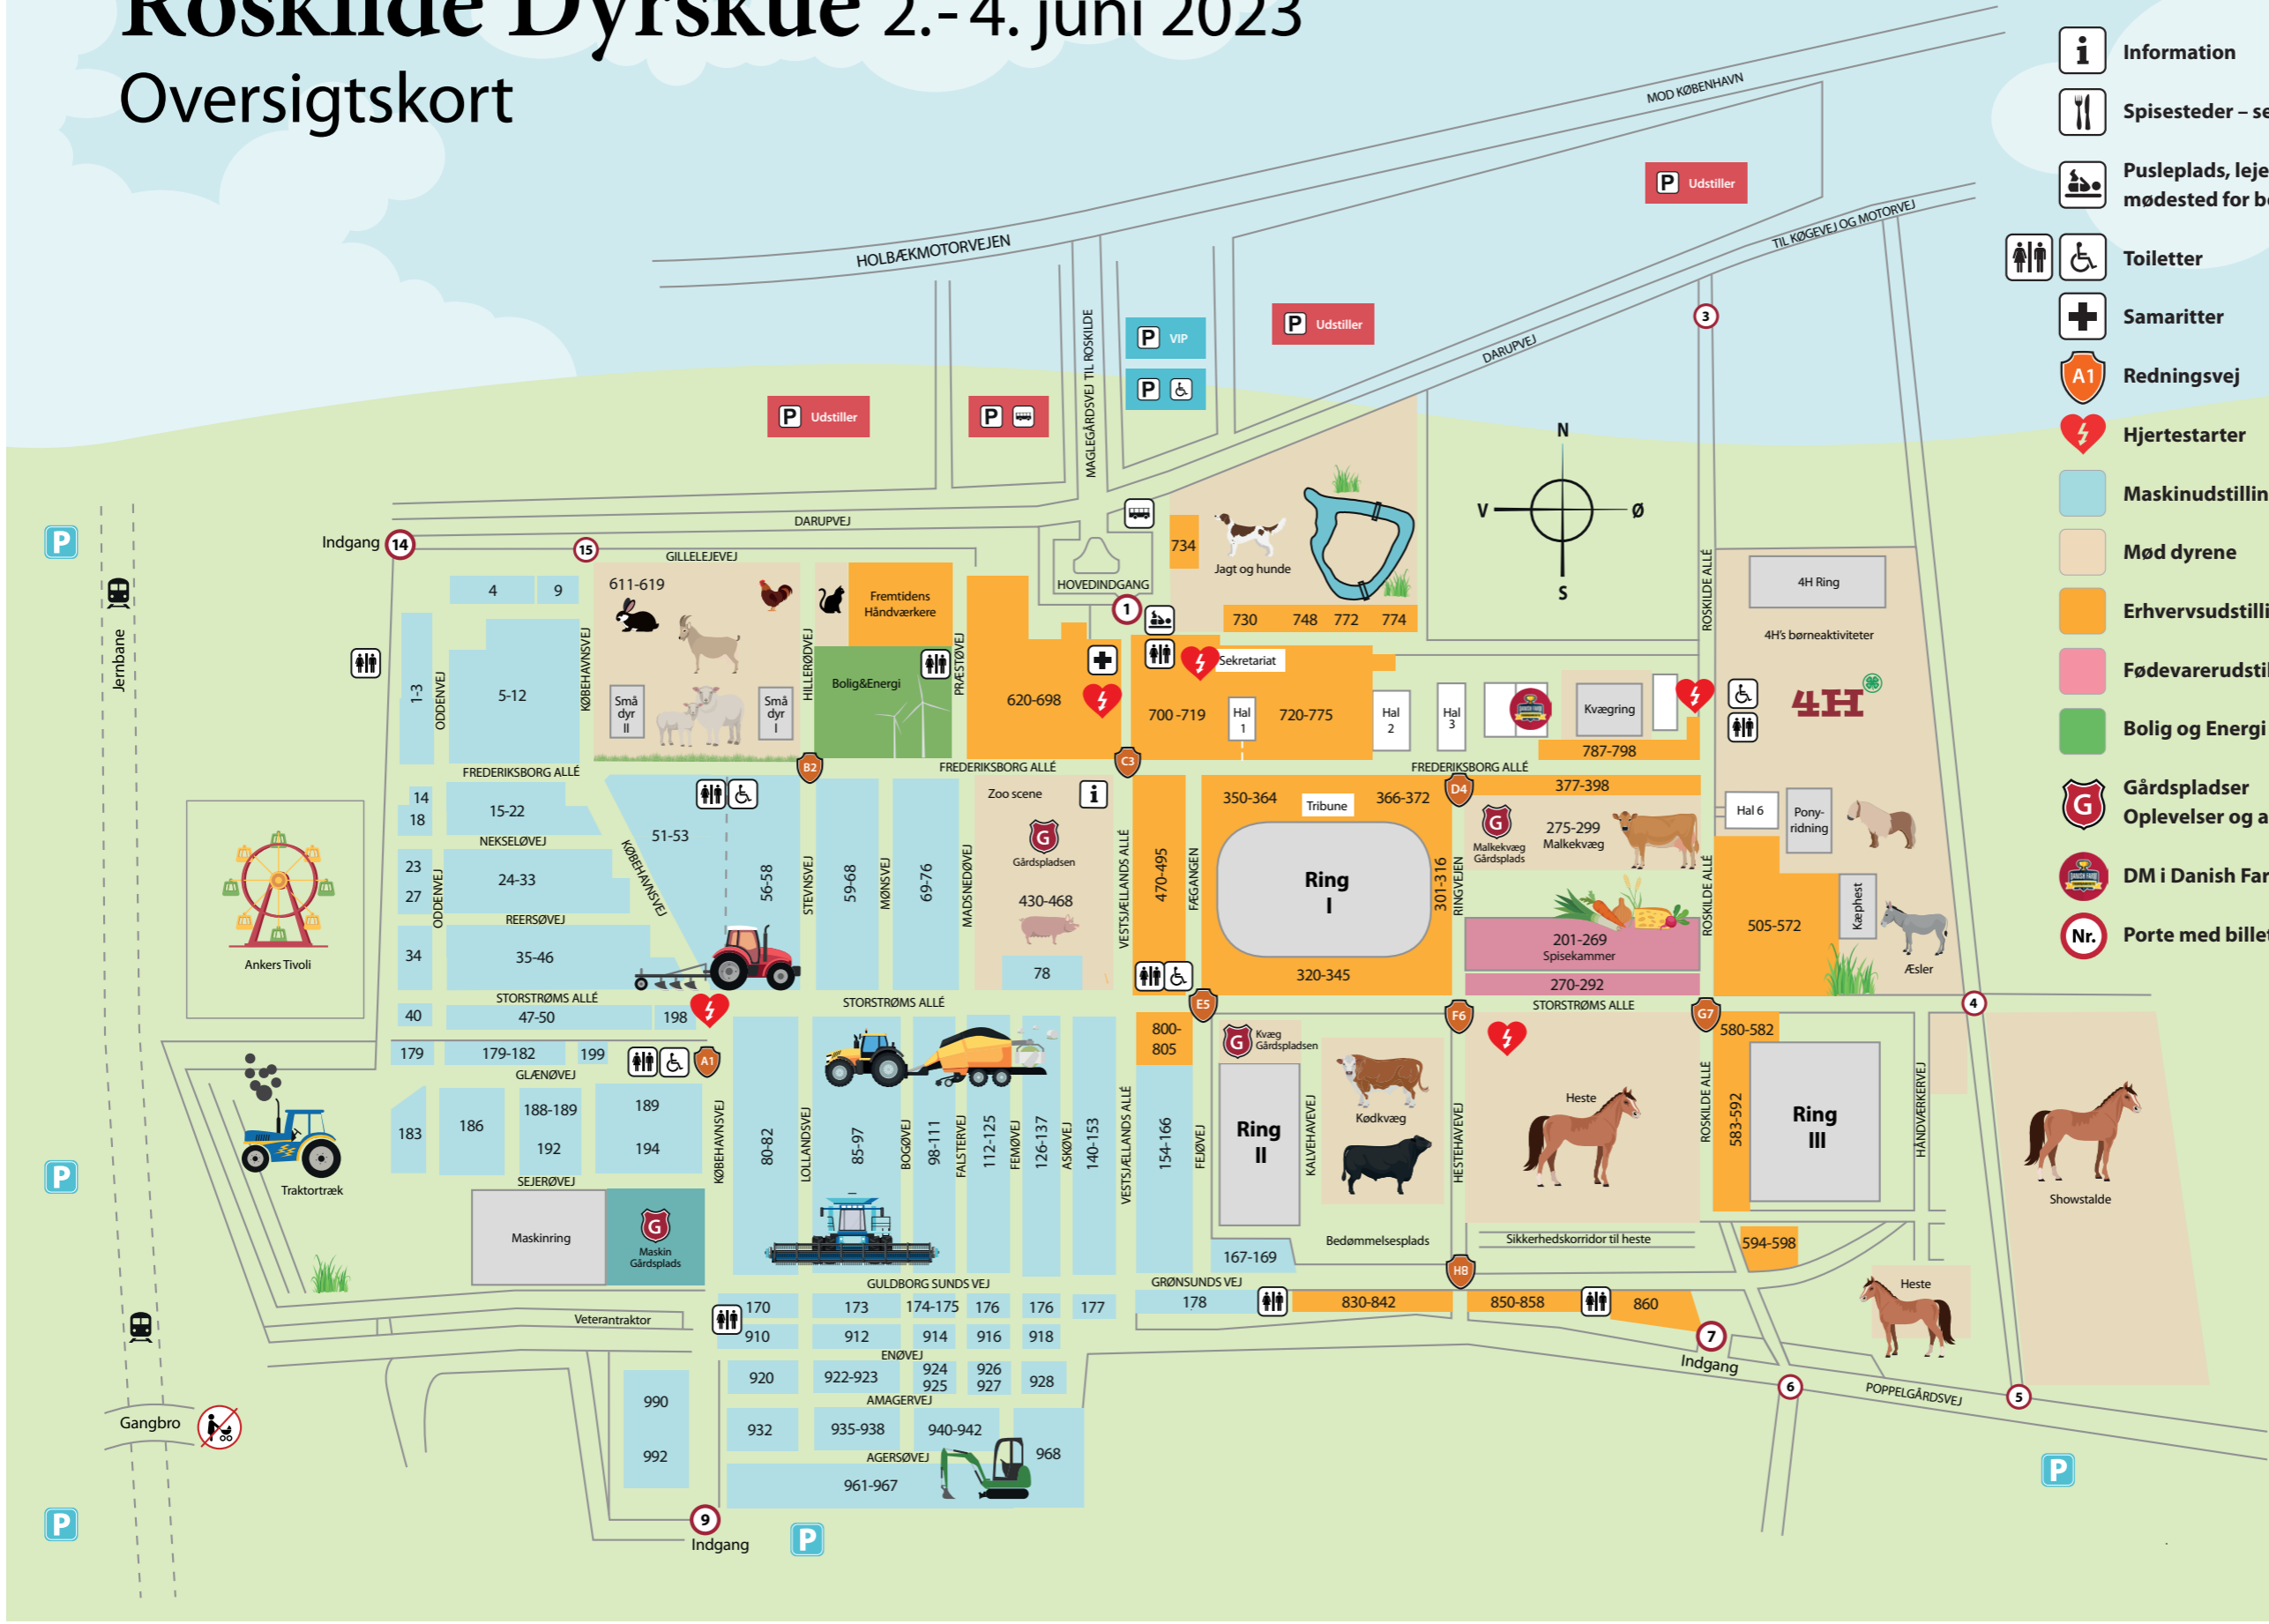 Roskilde Dyrskue 2.- 4. juni 2023
Oversigtskort
Information
Spisesteder – se
Pusleplads, leje
mødested for bø
Toiletter
Samaritter
A1 Redningsvej
Hjertestarter
Maskinudstillin
Mød dyrene
Erhvervsudstilli
Fødevarerudstil
Bolig og Energi
G
Gårdspladser
Oplevelser og a
DM i Danish Far
Nr. Porte med billet
MOD KØBENHAVN
HOLBÆKMOTORVEJEN
TIL KØGEVEJ OG MOTORVEJ
P Udstiller
P Udstiller
P VIP
P
P Udstiller
P
MAGLEGÅRDSVEJ TIL ROSKILDE
DARUPVEJ
3
N
V
Ø
S
P
Jernbane
Indgang 14
15
DARUPVEJ
GILLELEJEVEJ
HOVEDINDGANG
1
734
Jagt og hunde
730 748 772 774
ROSKILDE ALLÉ
4H Ring
4H's børneaktiviteter
4H
4 9
1-3
ODDENVEJ
5-12
KØBEHAVNSVEJ
611-619
Små
dyr
II
Små
dyr
I
HILLERØDVEJ
Fremtidens
Håndværkere
Bolig&Energi
PRÆSTØVEJ
620-698
Sekretariat
700 -719
Hal
1
720-775
Hal
2
Hal
3
Kvægring
787-798
FREDERIKSBORG ALLÉ
B2
FREDERIKSBORG ALLÉ
C3
FREDERIKSBORG ALLÉ
14
18
15-22
NEKSELØVEJ
23
27
24-33
REERSØVEJ
34
35-46
ODDENVEJ
KØBEHAVNSVEJ
51-53
56-58
STEVNSVEJ
59-68
MØNSVEJ
69-76
MADSNEDØVEJ
Zoo scene
i
G
Gårdspladsen
430-468
78
VESTSJÆLLANDS ALLÉ
470-495
FÆGANGEN
350-364
Tribune
366-372
Ring
I
301-316
320-345
RINGVEJEN
D4
377-398
G
Malkekvæg
Gårdsplads
275-299
Malkekvæg
201-269
Spisekammer
270-292
ROSKILDE ALLÉ
Hal 6
Pony-
ridning
505-572
Kæphest
Æsler
Ankers Tivoli
STORSTRØMS ALLÉ
STORSTRØMS ALLÉ
E5
F6
STORSTRØMS ALLE
G7
4
40
47-50
198
179
179-182
199
A1
GLÆNØVEJ
183
186
188-189
192
189
194
SEJERØVEJ
Maskinring
G
Maskin
Gårdsplads
Traktortræk
KØBEHAVNSVEJ
80-82
LOLLANDSVEJ
85-97
BOGØVEJ
98-111
FALSTERVEJ
112-125
FEMØVEJ
126-137
ASKØVEJ
140-153
VESTSJÆLLANDS ALLÉ
800-
805
154-166
FEJØVEJ
G
Kvæg
Gårdspladsen
Ring
II
KALVEHAVEVEJ
Kødkvæg
167-169
Bedømmelsesplads
HESTEHAVEVEJ
Heste
Sikkerhedskorridor til heste
ROSKILDE ALLE
580-582
583-592
Ring
III
HÅNDVÆRKERVEJ
Showstalde
594-598
Heste
GULDBORG SUNDS VEJ
GRØNSUNDS VEJ
H8
Veterantraktor
170 173 174-175 176 176 177
178
830-842
850-858
860
910 912 914 916 918
ENØVEJ
920 922-923
924
925
926
927
928
AMAGERVEJ
990
992
932 935-938 940-942
968
AGERSØVEJ
961-967
7
Indgang
6
POPPELGÅRDSVEJ
5
Gangbro
P
P
P
P
9
Indgang